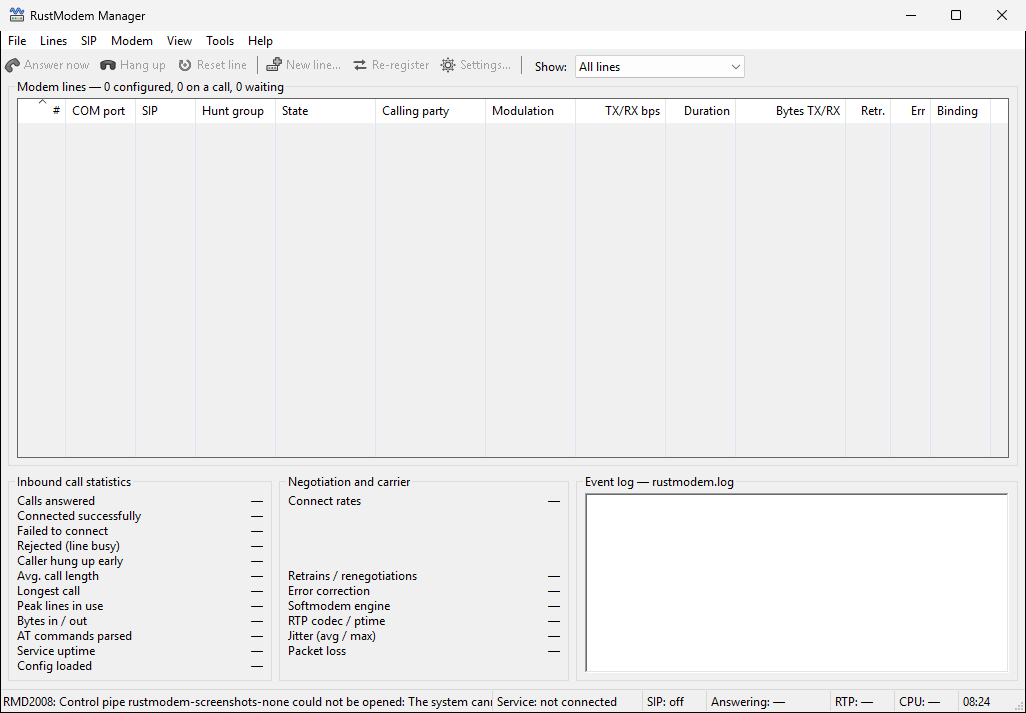 RustModem Manager
File Lines SIP Modem View Tools Help
Answer now Hang up Reset line New line... Re-register Settings... Show: All lines
Modem lines — 0 configured, 0 on a call, 0 waiting
# COM port SIP Hunt group State Calling party Modulation TX/RX bps Duration Bytes TX/RX Retr. Err Binding
Inbound call statistics
Calls answered —
Connected successfully —
Failed to connect —
Rejected (line busy) —
Caller hung up early —
Avg. call length —
Longest call —
Peak lines in use —
Bytes in / out —
AT commands parsed —
Service uptime —
Config loaded —
Negotiation and carrier
Connect rates —
Retrains / renegotiations —
Error correction —
Softmodem engine —
RTP codec / ptime —
Jitter (avg / max) —
Packet loss —
Event log — rustmodem.log
RMD2008: Control pipe rustmodem-screenshots-none could not be opened: The system Service: not connected SIP: off Answering: — RTP: — CPU: — 08:24